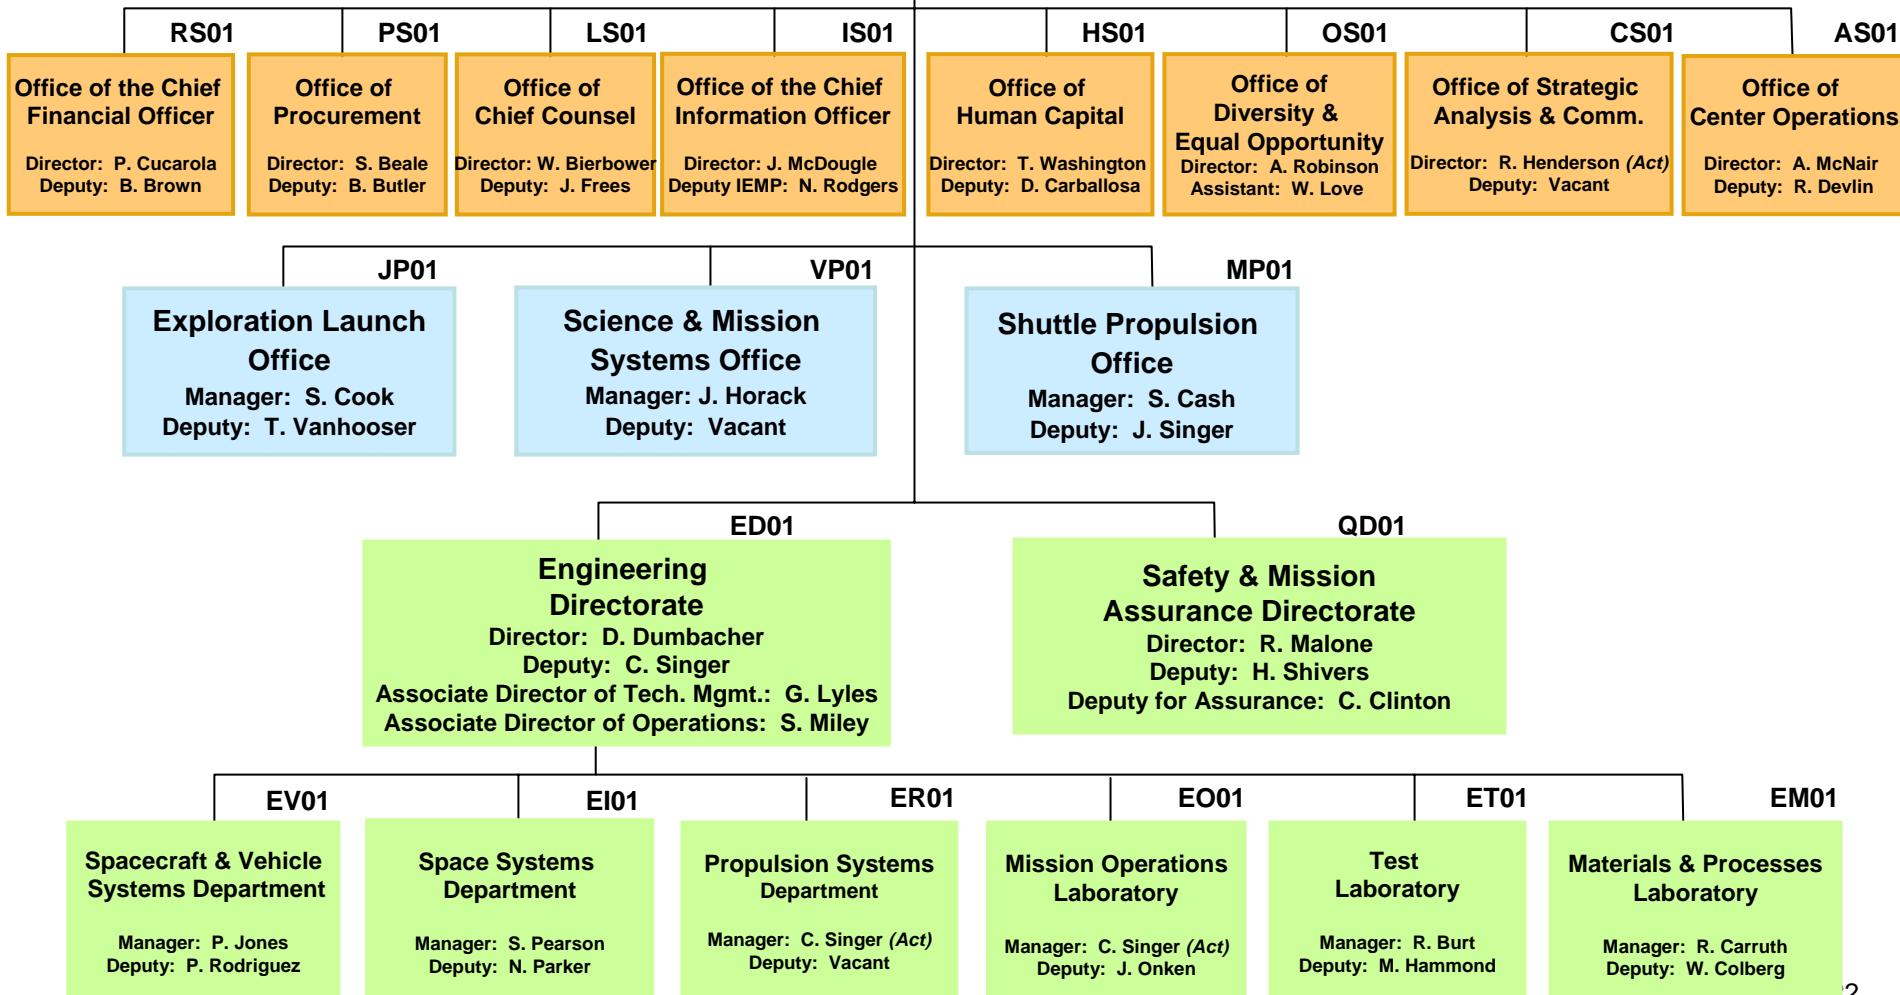 RS01
PS01
LS01
IS01
HS01
OS01
CS01
AS01
Office of the Chief
Financial Officer
Director: P. Cucarola
Deputy: B. Brown
Office of
Procurement
Director: S. Beale
Deputy: B. Butler
Office of
Chief Counsel
Director: W. Bierbower
Deputy: J. Frees
Office of the Chief
Information Officer
Director: J. McDougle
Deputy IEMP: N. Rodgers
Office of
Human Capital
Director: T. Washington
Deputy: D. Carballosa
Office of
Diversity &
Equal Opportunity
Director: A. Robinson
Assistant: W. Love
Office of Strategic
Analysis & Comm.
Director: R. Henderson (Act)
Deputy: Vacant
Office of
Center Operations
Director: A. McNair
Deputy: R. Devlin
JP01
VP01
MP01
Exploration Launch
Office
Manager: S. Cook
Deputy: T. Vanhooser
Science & Mission
Systems Office
Manager: J. Horack
Deputy: Vacant
Shuttle Propulsion
Office
Manager: S. Cash
Deputy: J. Singer
ED01
QD01
Engineering
Directorate
Director: D. Dumbacher
Deputy: C. Singer
Associate Director of Tech. Mgmt.: G. Lyles
Associate Director of Operations: S. Miley
Safety & Mission
Assurance Directorate
Director: R. Malone
Deputy: H. Shivers
Deputy for Assurance: C. Clinton
EV01
EI01
ER01
EO01
ET01
EM01
Spacecraft & Vehicle
Systems Department
Manager: P. Jones
Deputy: P. Rodriguez
Space Systems
Department
Manager: S. Pearson
Deputy: N. Parker
Propulsion Systems
Department
Manager: C. Singer (Act)
Deputy: Vacant
Mission Operations
Laboratory
Manager: C. Singer (Act)
Deputy: J. Onken
Test
Laboratory
Manager: R. Burt
Deputy: M. Hammond
Materials & Processes
Laboratory
Manager: R. Carruth
Deputy: W. Colberg